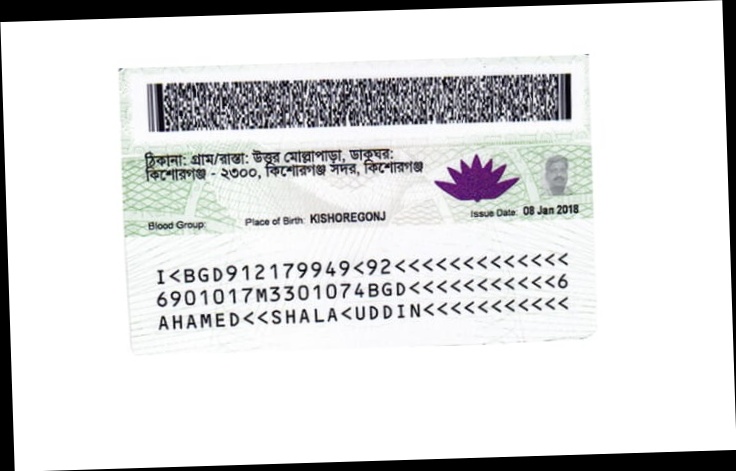 ঠিকানা: গ্রাম/রাস্তা: উত্তর মোল্লাপাড়া, ডাকঘর:
কিশোরগঞ্জ - ২৩০০, কিশোরগঞ্জ সদর, কিশোরগঞ্জ
Blood Group: Place of Birth: KISHOREGONJ Issue Date: 08 Jan 2018
I<BGD912179949<92<<<<<<<<<<<<<
6901017M3301074BGD<<<<<<<<<<<6
AHAMED<<SHALA<UDDIN<<<<<<<<<<<